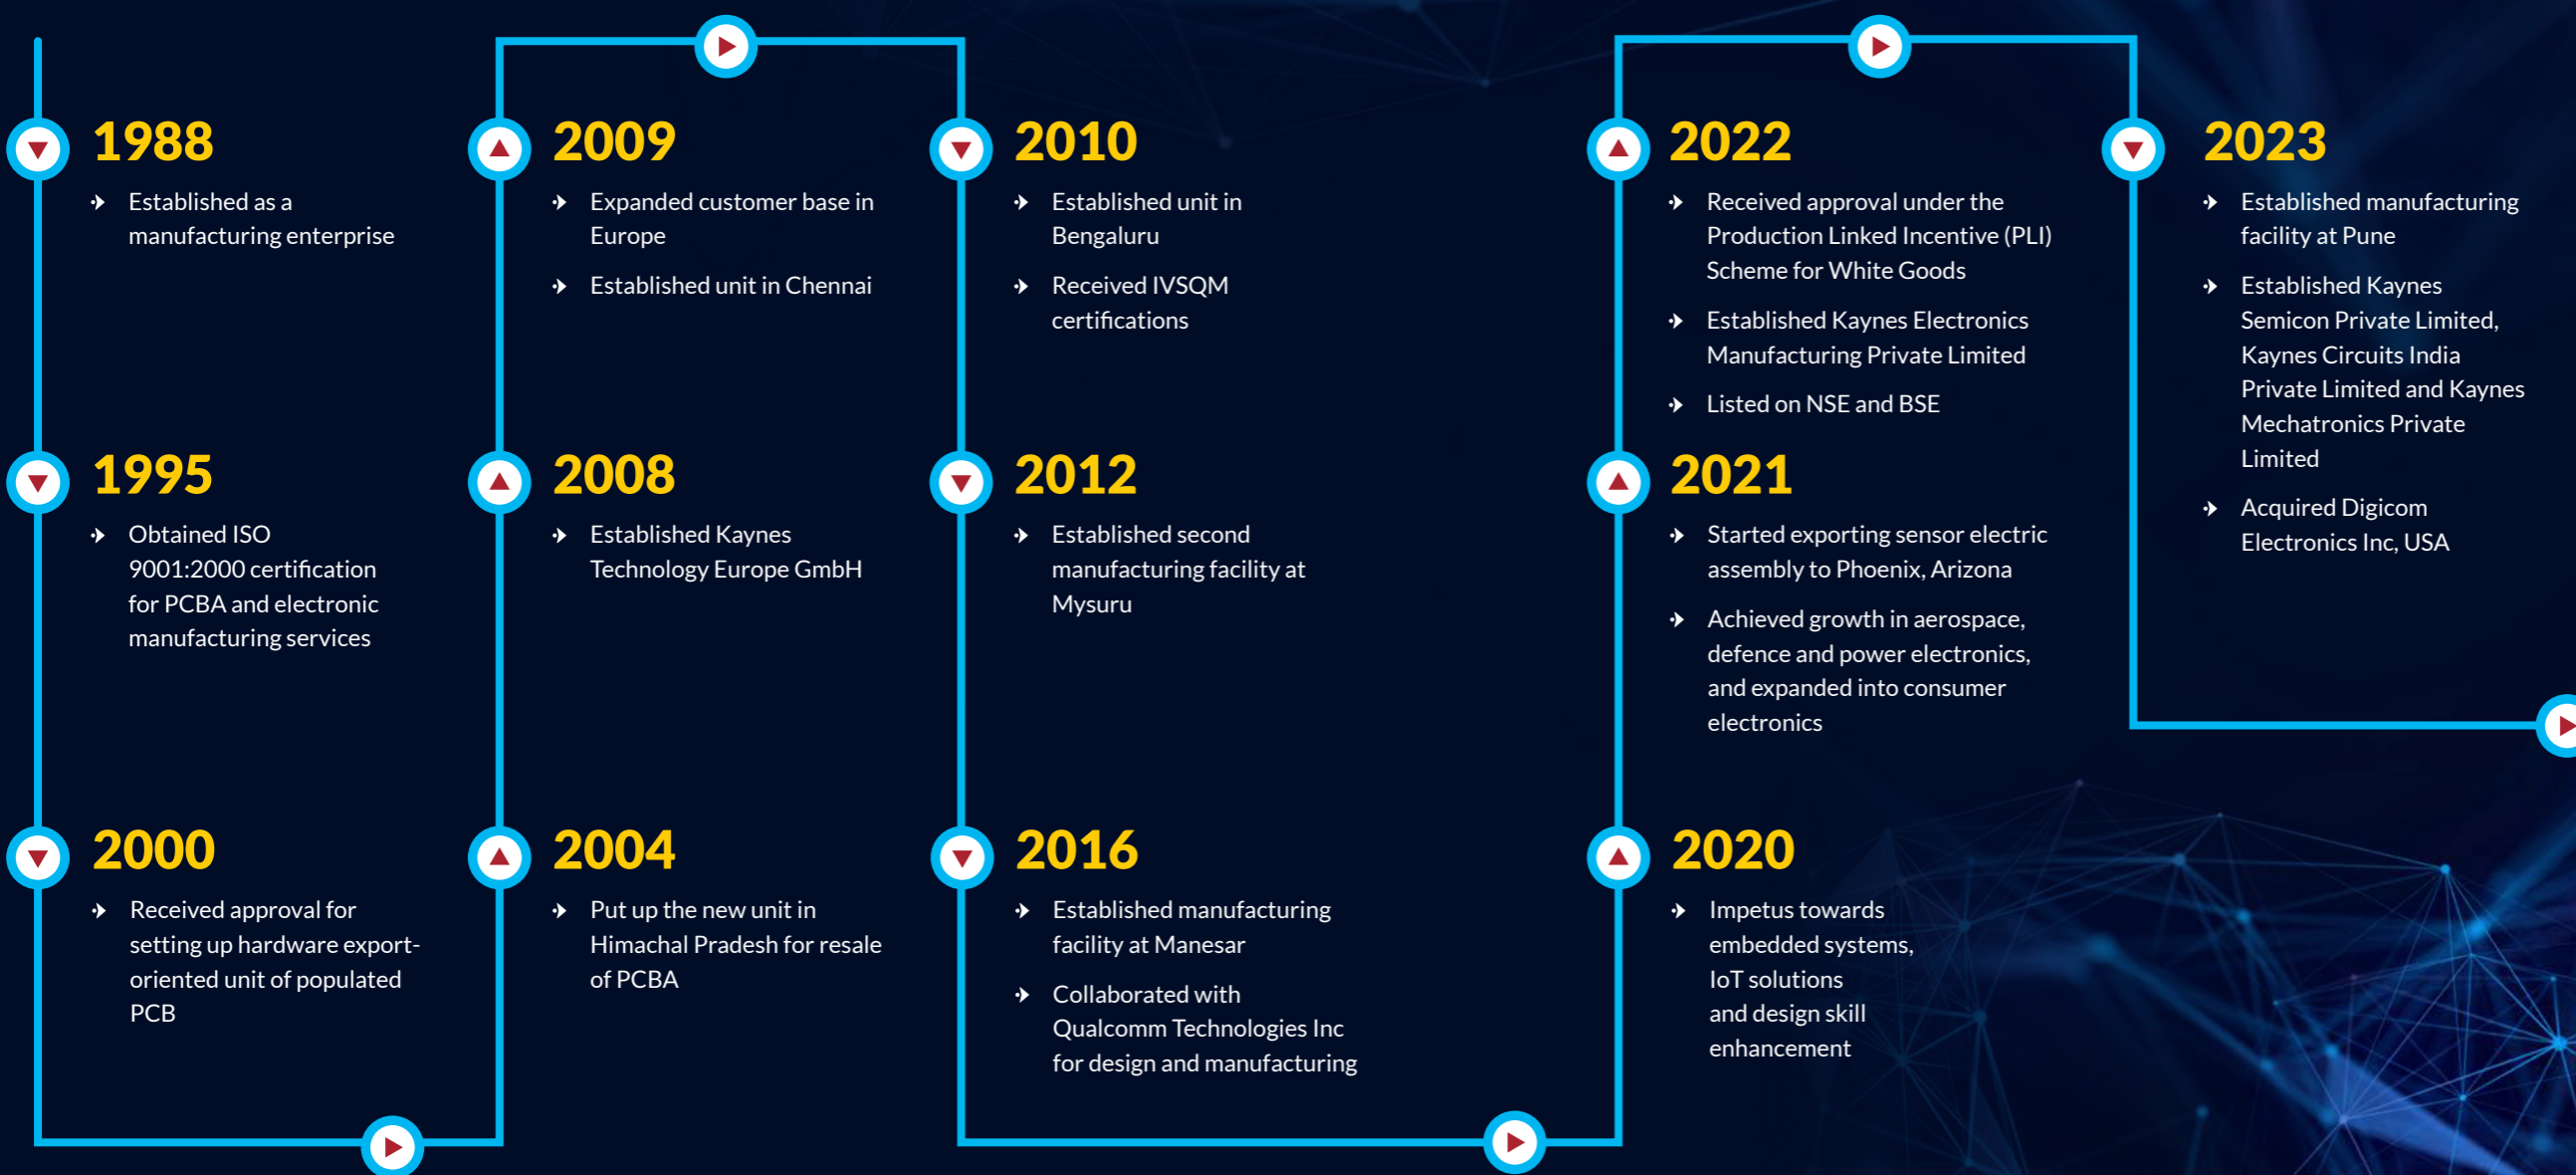 1988
Established as a
manufacturing enterprise
1995
Obtained ISO
9001:2000 certification
for PCBA and electronic
manufacturing services
2000
Received approval for
setting up hardware export-
oriented unit of populated
PCB
2004
Put up the new unit in
Himachal Pradesh for resale
of PCBA
2008
Established Kaynes
Technology Europe GmbH
2009
Expanded customer base in
Europe
Established unit in Chennai
2010
Established unit in
Bengaluru
Received IVSQM
certifications
2012
Established second
manufacturing facility at
Mysuru
2016
Established manufacturing
facility at Manesar
Collaborated with
Qualcomm Technologies Inc
for design and manufacturing
2020
Impetus towards
embedded systems,
IoT solutions
and design skill
enhancement
2021
Started exporting sensor electric
assembly to Phoenix, Arizona
Achieved growth in aerospace,
defence and power electronics,
and expanded into consumer
electronics
2022
Received approval under the
Production Linked Incentive (PLI)
Scheme for White Goods
Established Kaynes Electronics
Manufacturing Private Limited
Listed on NSE and BSE
2023
Established manufacturing
facility at Pune
Established Kaynes
Semicon Private Limited,
Kaynes Circuits India
Private Limited and Kaynes
Mechatronics Private
Limited
Acquired Digicom
Electronics Inc, USA